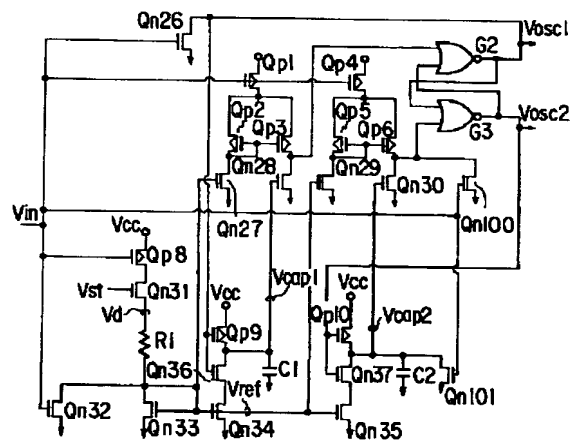 Qn26
G2
Vosc1
Qp1
Qp4
Vosc2
Qp2
Qp3
Qp5
Qp6
G3
Qn28
Qn29
Qn30
Qn27
Qn100
Vin
Vcc
Qp8
Vst
Qn31
Vcap1
Vcc
Vcc
Vd
Qp9
Qp10
Vcap2
R1
Qn36
C1
Vref
Qn37
C2
Qn101
Qn32
Qn33
Qn34
Qn35